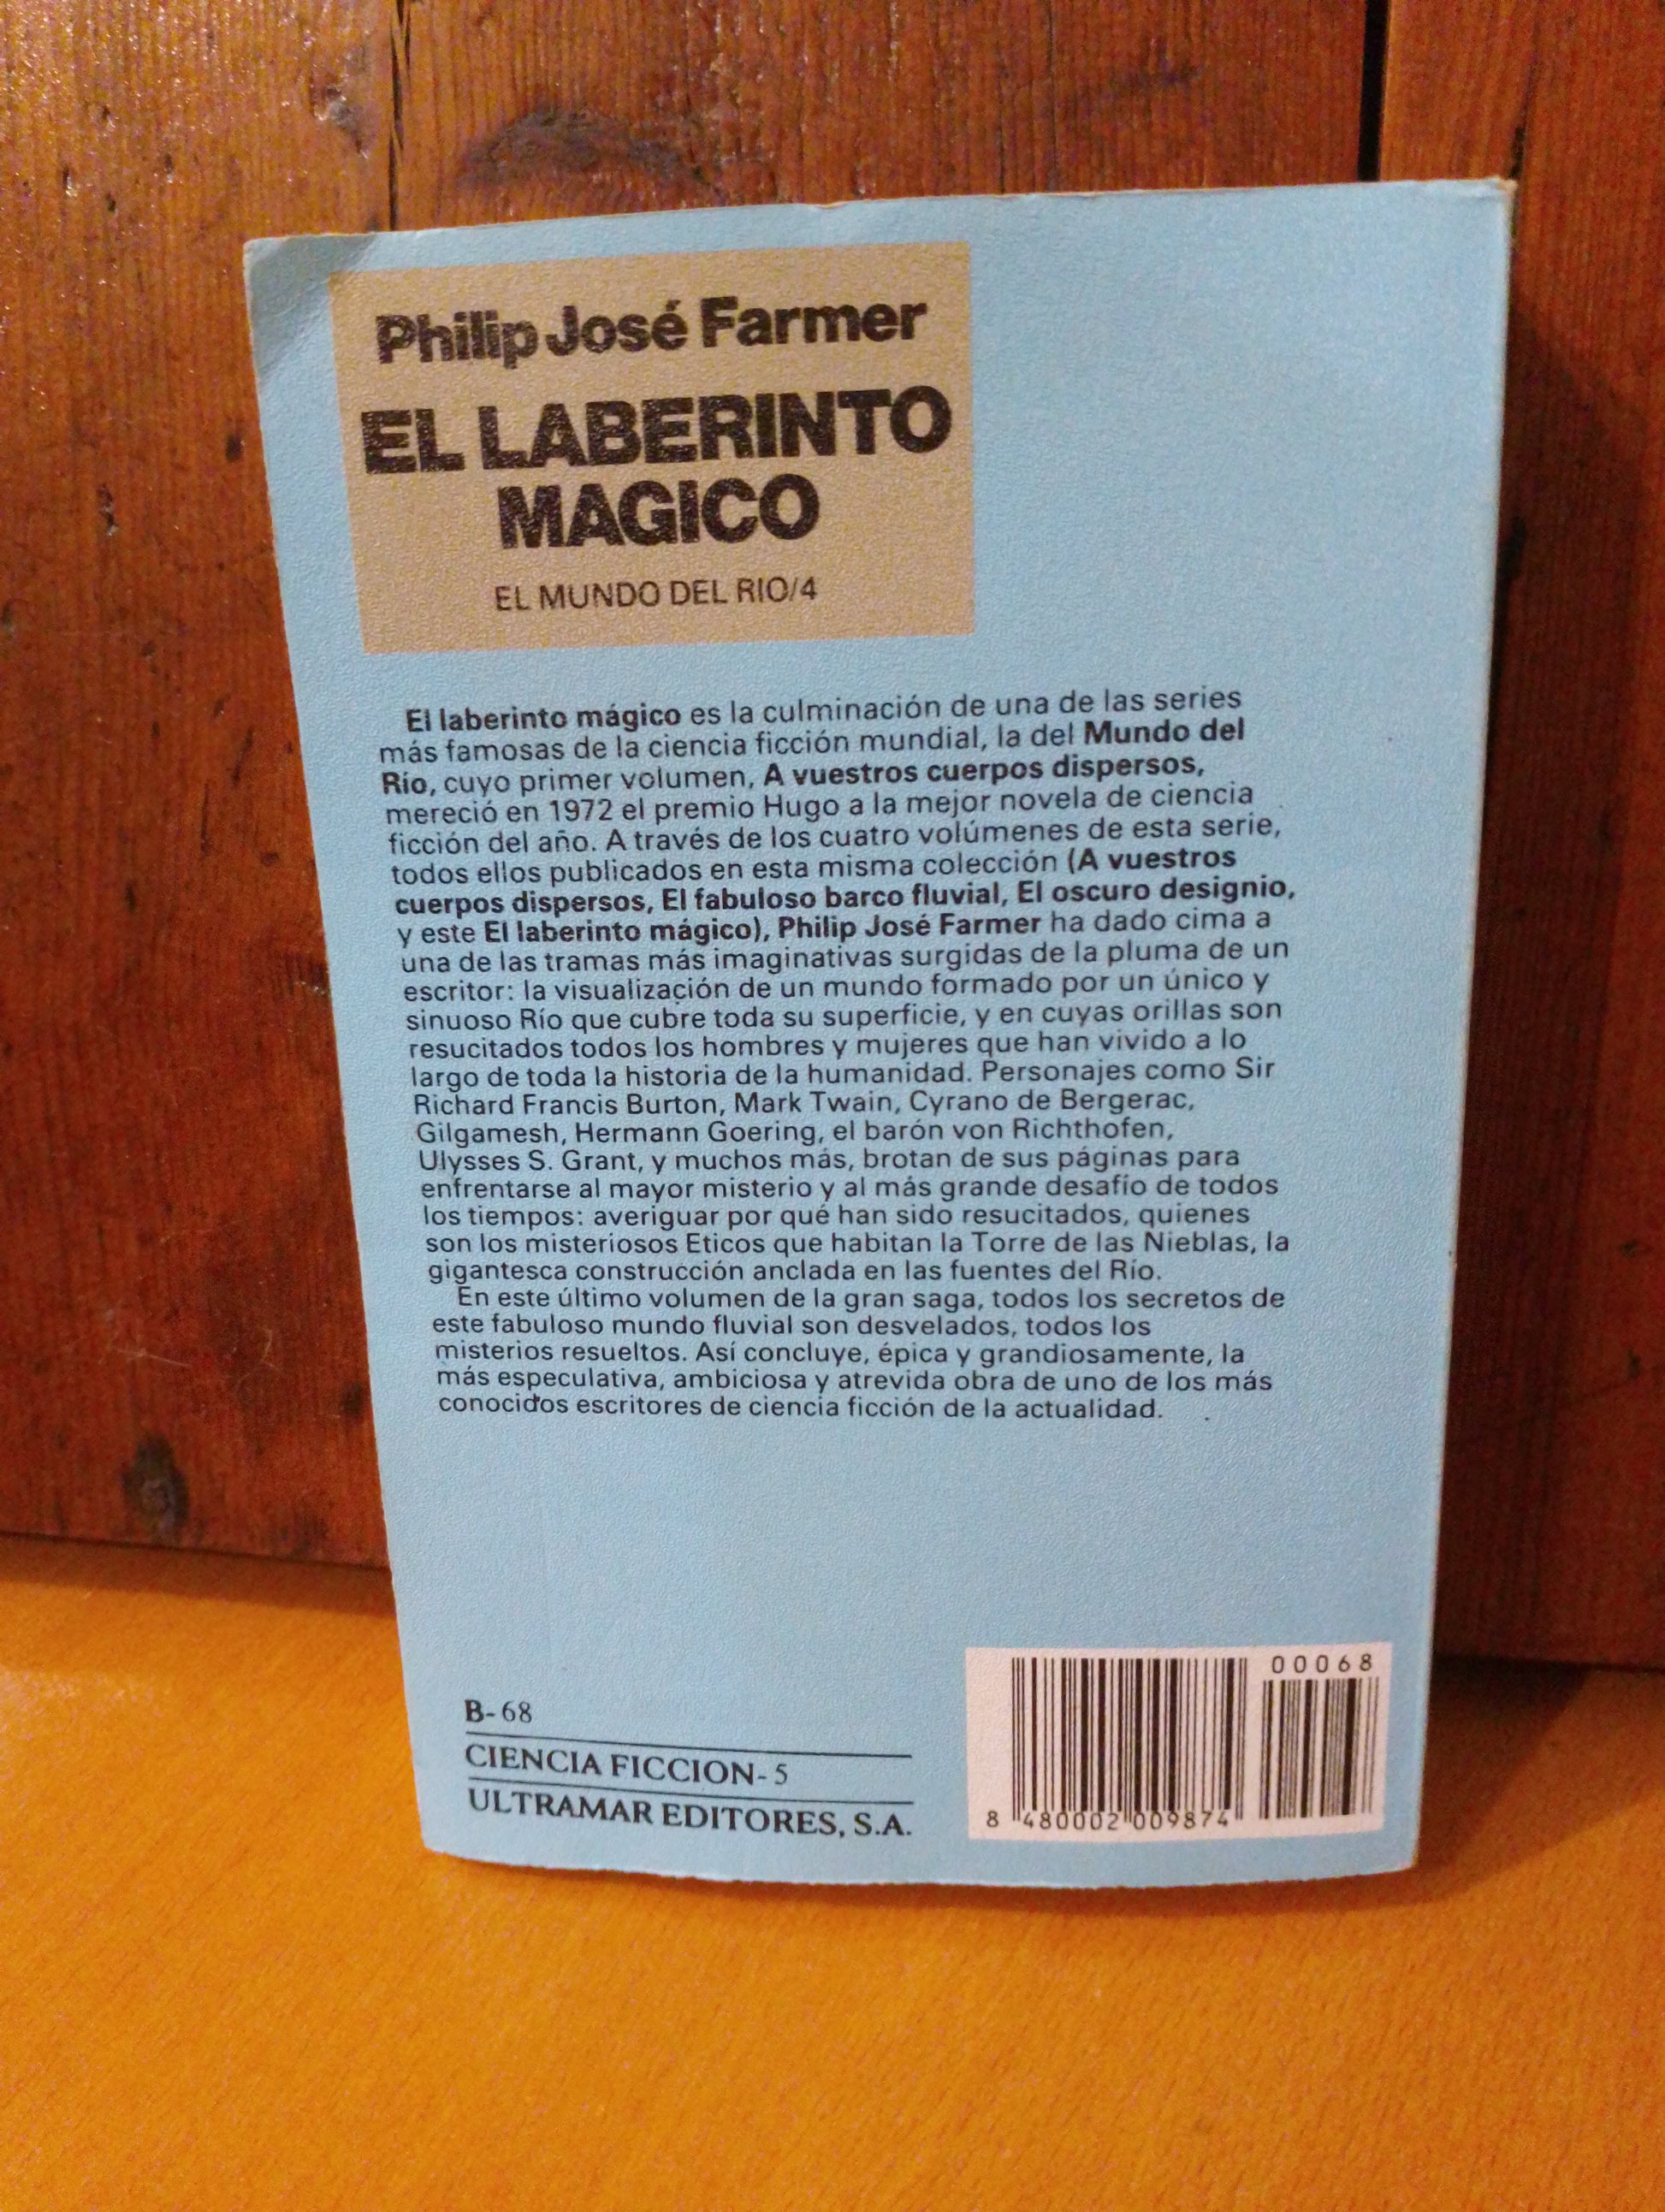 Philip José Farmer
EL LABERINTO
MAGICO
EL MUNDO DEL RIO/4
El laberinto mágico es la culminación de una de las series
más famosas de la ciencia ficción mundial, la del Mundo del
Río, cuyo primer volumen, A vuestros cuerpos dispersos,
mereció en 1972 el premio Hugo a la mejor novela de ciencia
ficción del año. A través de los cuatro volúmenes de esta serie,
todos ellos publicados en esta misma colección (A vuestros
cuerpos dispersos, El fabuloso barco fluvial, El oscuro designio,
y este El laberinto mágico), Philip José Farmer ha dado cima a
una de las tramas más imaginativas surgidas de la pluma de un
escritor: la visualización de un mundo formado por un único y
sinuoso Río que cubre toda su superficie, y en cuyas orillas son
resucitados todos los hombres y mujeres que han vivido a lo
largo de toda la historia de la humanidad. Personajes como Sir
Richard Francis Burton, Mark Twain, Cyrano de Bergerac,
Gilgamesh, Hermann Goering, el barón von Richthofen,
Ulysses S. Grant, y muchos más, brotan de sus páginas para
enfrentarse al mayor misterio y al más grande desafío de todos
los tiempos: averiguar por qué han sido resucitados, quienes
son los misteriosos Eticos que habitan la Torre de las Nieblas, la
gigantesca construcción anclada en las fuentes del Río.
En este último volumen de la gran saga, todos los secretos de
este fabuloso mundo fluvial son desvelados, todos los
misterios resueltos. Así concluye, épica y grandiosamente, la
más especulativa, ambiciosa y atrevida obra de uno de los más
conocidos escritores de ciencia ficción de la actualidad.
B-68
CIENCIA FICCION-5
ULTRAMAR EDITORES, S.A.
00068
8 480002 009874